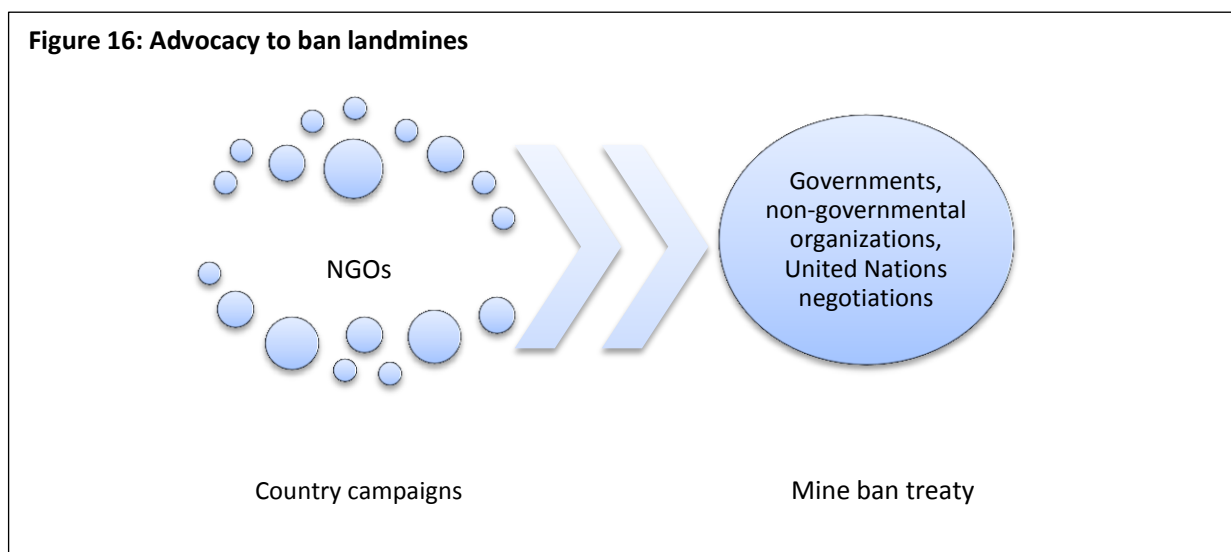 Figure 16: Advocacy to ban landmines
NGOs
Governments,
non-governmental
organizations,
United Nations
negotiations
Country campaigns
Mine ban treaty